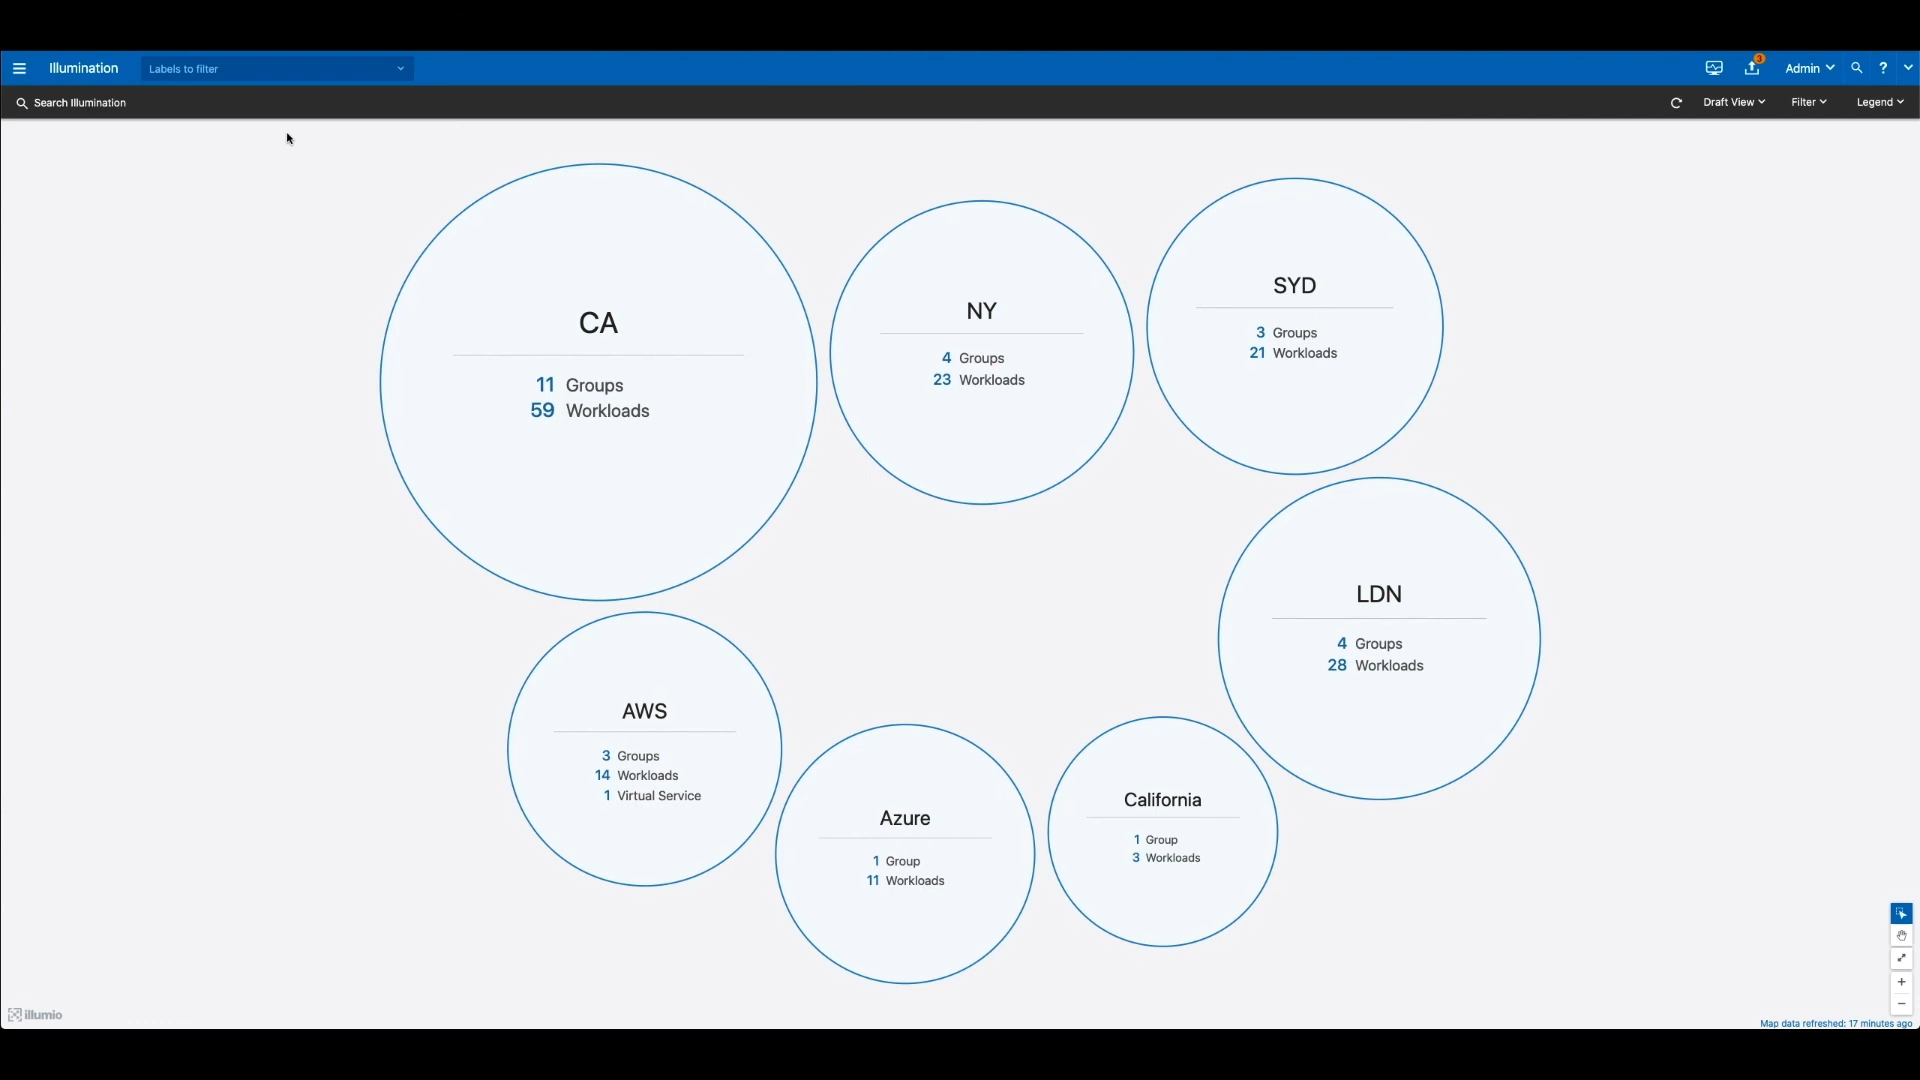 Illumination
Labels to filter
3
Admin
?
Search Illumination
Draft View
Filter
Legend
CA
11 Groups
59 Workloads
NY
4 Groups
23 Workloads
SYD
3 Groups
21 Workloads
LDN
4 Groups
28 Workloads
AWS
3 Groups
14 Workloads
1 Virtual Service
Azure
1 Group
11 Workloads
California
1 Group
3 Workloads
illumio
Map data refreshed: 17 minutes ago